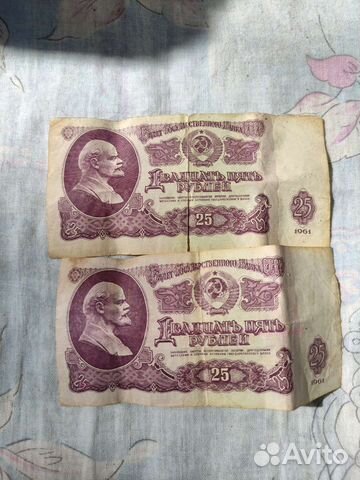 Билет Государственного Банка СССР
Двадцать пять
рублей
25
25
1961
Билет Государственного Банка СССР
Двадцать пять
рублей
25
25
1961
Avito